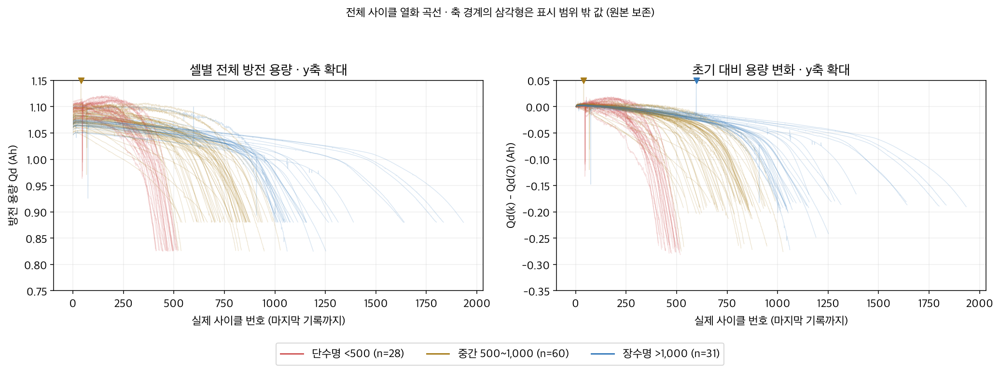 전체 사이클 열화 곡선 · 축 경계의 삼각형은 표시 범위 밖 값 (원본 보존)
셀별 전체 방전 용량 · y축 확대
방전 용량 Qd (Ah)
1.15
1.10
1.05
1.00
0.95
0.90
0.85
0.80
0.75
0 250 500 750 1000 1250 1500 1750 2000
실제 사이클 번호 (마지막 기록까지)
초기 대비 용량 변화 · y축 확대
Qd(k) − Qd(2) (Ah)
0.05
0.00
−0.05
−0.10
−0.15
−0.20
−0.25
−0.30
−0.35
0 250 500 750 1000 1250 1500 1750 2000
실제 사이클 번호 (마지막 기록까지)
단수명 <500 (n=28) 중간 500~1,000 (n=60) 장수명 >1,000 (n=31)